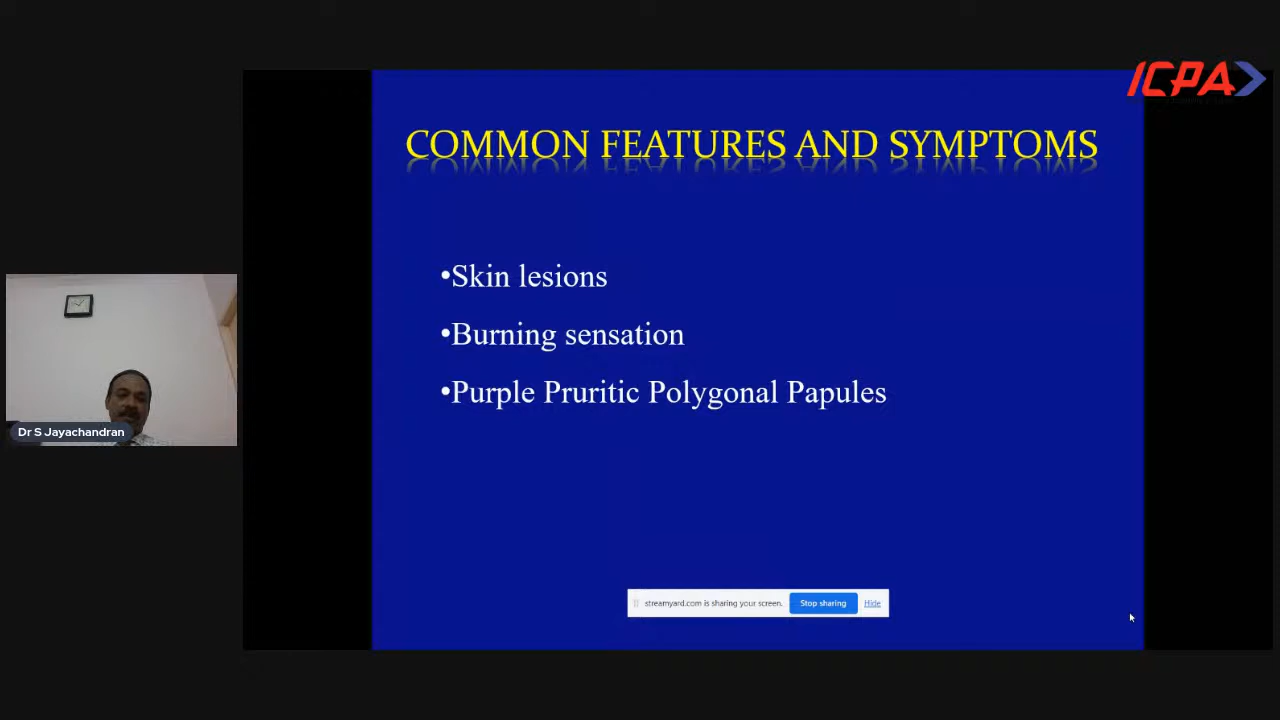 ICPA
COMMON FEATURES AND SYMPTOMS
•Skin lesions
•Burning sensation
•Purple Pruritic Polygonal Papules
Dr S Jayachandran
streamyard.com is sharing your screen. Stop sharing Hide